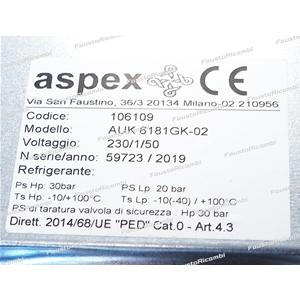 aspex CE
Via San Faustino, 36/3 20134 Milano-02.210956
Codice: 106109
Modello: AUK 6181GK-02
Voltaggio: 230/1/50
N serie/anno: 59723 / 2019
Refrigerante:
Ps Hp: 30bar PS Lp: 20 bar
Ts Hp: -10/+100°C Ts Lp: -10(-40) / +100°C
PS di taratura valvola di sicurezza : Hp 30 bar
Dirett. 2014/68/UE "PED" Cat.0 - Art.4.3
FaustoRicambi